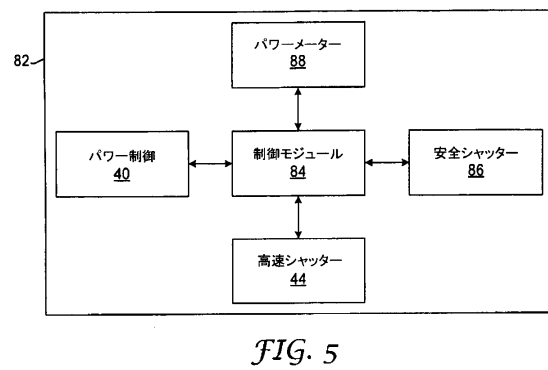 82
パワーメーター
88
パワー制御
40
制御モジュール
84
安全シャッター
86
高速シャッター
44
FIG. 5